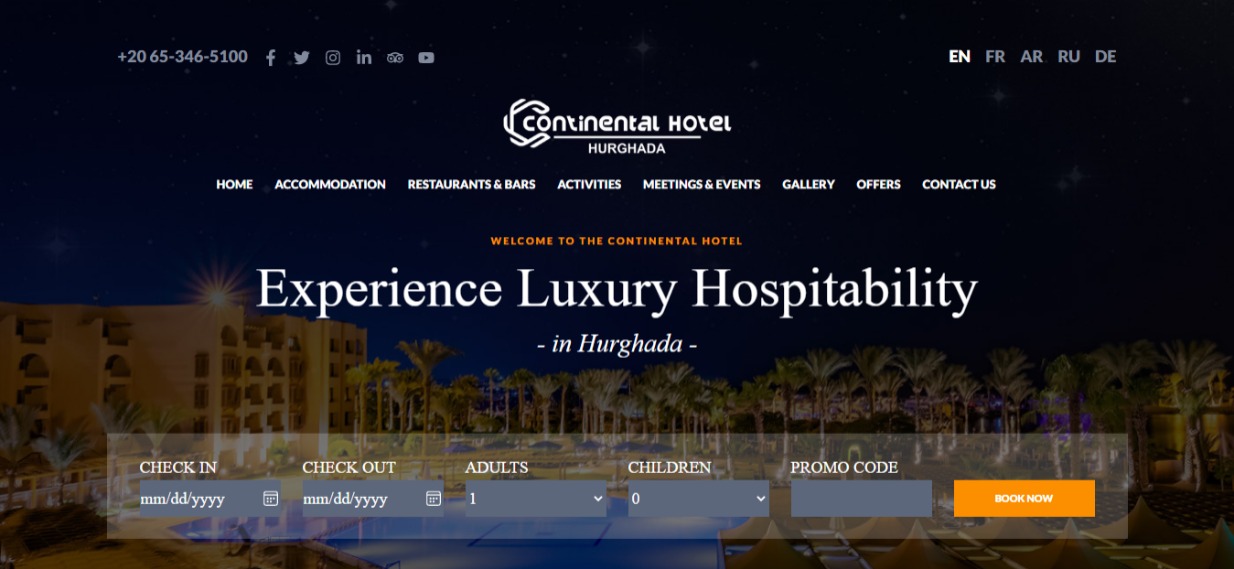 +20 65-346-5100
EN FR AR RU DE
Continental Hotel
HURGHADA
HOME ACCOMMODATION RESTAURANTS & BARS ACTIVITIES MEETINGS & EVENTS GALLERY OFFERS CONTACT US
WELCOME TO THE CONTINENTAL HOTEL
Experience Luxury Hospitability
- in Hurghada -
CHECK IN CHECK OUT ADULTS CHILDREN PROMO CODE
mm/dd/yyyy mm/dd/yyyy 1 0 BOOK NOW